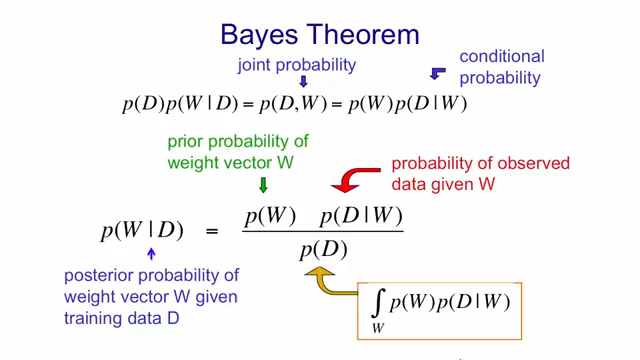 Bayes Theorem
joint probability
conditional
probability
p(D)p(W | D) = p(D,W) = p(W)p(D | W)
prior probability of
weight vector W
probability of observed
data given W
p(W | D) = p(W) p(D | W)
p(D)
posterior probability of
weight vector W given
training data D
∫ p(W)p(D | W)
W